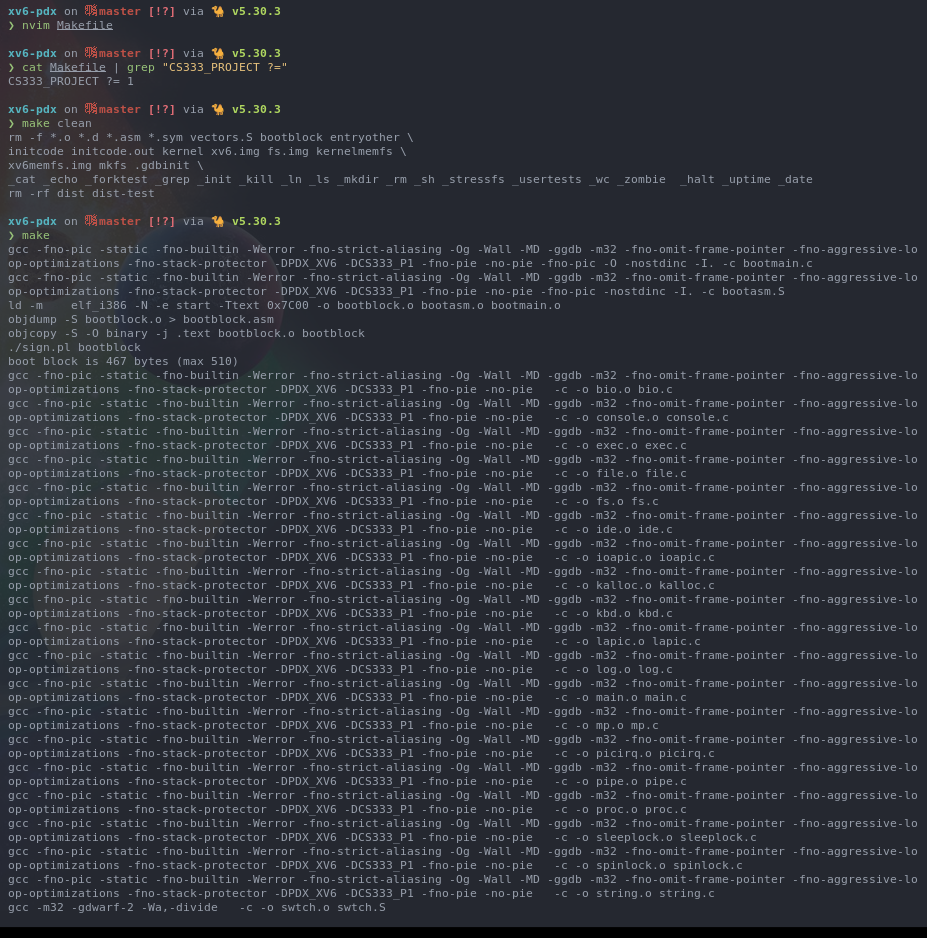 xv6-pdx on master [!?] via 🐪 v5.30.3
❯ nvim Makefile
xv6-pdx on master [!?] via 🐪 v5.30.3
❯ cat Makefile | grep "CS333_PROJECT ?="
CS333_PROJECT ?= 1
xv6-pdx on master [!?] via 🐪 v5.30.3
❯ make clean
rm -f *.o *.d *.asm *.sym vectors.S bootblock entryother \
initcode initcode.out kernel xv6.img fs.img kernelmemfs \
xv6memfs.img mkfs .gdbinit \
_cat _echo _forktest _grep _init _kill _ln _ls _mkdir _rm _sh _stressfs _usertests _wc _zombie  _halt _uptime _date
rm -rf dist dist-test
xv6-pdx on master [!?] via 🐪 v5.30.3
❯ make
gcc -fno-pic -static -fno-builtin -Werror -fno-strict-aliasing -Og -Wall -MD -ggdb -m32 -fno-omit-frame-pointer -fno-aggressive-lo
op-optimizations -fno-stack-protector -DPDX_XV6 -DCS333_P1 -fno-pie -no-pie -fno-pic -O -nostdinc -I. -c bootmain.c
gcc -fno-pic -static -fno-builtin -Werror -fno-strict-aliasing -Og -Wall -MD -ggdb -m32 -fno-omit-frame-pointer -fno-aggressive-lo
op-optimizations -fno-stack-protector -DPDX_XV6 -DCS333_P1 -fno-pie -no-pie -fno-pic -nostdinc -I. -c bootasm.S
ld -m    elf_i386 -N -e start -Ttext 0x7C00 -o bootblock.o bootasm.o bootmain.o
objdump -S bootblock.o > bootblock.asm
objcopy -S -O binary -j .text bootblock.o bootblock
./sign.pl bootblock
boot block is 467 bytes (max 510)
gcc -fno-pic -static -fno-builtin -Werror -fno-strict-aliasing -Og -Wall -MD -ggdb -m32 -fno-omit-frame-pointer -fno-aggressive-lo
op-optimizations -fno-stack-protector -DPDX_XV6 -DCS333_P1 -fno-pie -no-pie   -c -o bio.o bio.c
gcc -fno-pic -static -fno-builtin -Werror -fno-strict-aliasing -Og -Wall -MD -ggdb -m32 -fno-omit-frame-pointer -fno-aggressive-lo
op-optimizations -fno-stack-protector -DPDX_XV6 -DCS333_P1 -fno-pie -no-pie   -c -o console.o console.c
gcc -fno-pic -static -fno-builtin -Werror -fno-strict-aliasing -Og -Wall -MD -ggdb -m32 -fno-omit-frame-pointer -fno-aggressive-lo
op-optimizations -fno-stack-protector -DPDX_XV6 -DCS333_P1 -fno-pie -no-pie   -c -o exec.o exec.c
gcc -fno-pic -static -fno-builtin -Werror -fno-strict-aliasing -Og -Wall -MD -ggdb -m32 -fno-omit-frame-pointer -fno-aggressive-lo
op-optimizations -fno-stack-protector -DPDX_XV6 -DCS333_P1 -fno-pie -no-pie   -c -o file.o file.c
gcc -fno-pic -static -fno-builtin -Werror -fno-strict-aliasing -Og -Wall -MD -ggdb -m32 -fno-omit-frame-pointer -fno-aggressive-lo
op-optimizations -fno-stack-protector -DPDX_XV6 -DCS333_P1 -fno-pie -no-pie   -c -o fs.o fs.c
gcc -fno-pic -static -fno-builtin -Werror -fno-strict-aliasing -Og -Wall -MD -ggdb -m32 -fno-omit-frame-pointer -fno-aggressive-lo
op-optimizations -fno-stack-protector -DPDX_XV6 -DCS333_P1 -fno-pie -no-pie   -c -o ide.o ide.c
gcc -fno-pic -static -fno-builtin -Werror -fno-strict-aliasing -Og -Wall -MD -ggdb -m32 -fno-omit-frame-pointer -fno-aggressive-lo
op-optimizations -fno-stack-protector -DPDX_XV6 -DCS333_P1 -fno-pie -no-pie   -c -o ioapic.o ioapic.c
gcc -fno-pic -static -fno-builtin -Werror -fno-strict-aliasing -Og -Wall -MD -ggdb -m32 -fno-omit-frame-pointer -fno-aggressive-lo
op-optimizations -fno-stack-protector -DPDX_XV6 -DCS333_P1 -fno-pie -no-pie   -c -o kalloc.o kalloc.c
gcc -fno-pic -static -fno-builtin -Werror -fno-strict-aliasing -Og -Wall -MD -ggdb -m32 -fno-omit-frame-pointer -fno-aggressive-lo
op-optimizations -fno-stack-protector -DPDX_XV6 -DCS333_P1 -fno-pie -no-pie   -c -o kbd.o kbd.c
gcc -fno-pic -static -fno-builtin -Werror -fno-strict-aliasing -Og -Wall -MD -ggdb -m32 -fno-omit-frame-pointer -fno-aggressive-lo
op-optimizations -fno-stack-protector -DPDX_XV6 -DCS333_P1 -fno-pie -no-pie   -c -o lapic.o lapic.c
gcc -fno-pic -static -fno-builtin -Werror -fno-strict-aliasing -Og -Wall -MD -ggdb -m32 -fno-omit-frame-pointer -fno-aggressive-lo
op-optimizations -fno-stack-protector -DPDX_XV6 -DCS333_P1 -fno-pie -no-pie   -c -o log.o log.c
gcc -fno-pic -static -fno-builtin -Werror -fno-strict-aliasing -Og -Wall -MD -ggdb -m32 -fno-omit-frame-pointer -fno-aggressive-lo
op-optimizations -fno-stack-protector -DPDX_XV6 -DCS333_P1 -fno-pie -no-pie   -c -o main.o main.c
gcc -fno-pic -static -fno-builtin -Werror -fno-strict-aliasing -Og -Wall -MD -ggdb -m32 -fno-omit-frame-pointer -fno-aggressive-lo
op-optimizations -fno-stack-protector -DPDX_XV6 -DCS333_P1 -fno-pie -no-pie   -c -o mp.o mp.c
gcc -fno-pic -static -fno-builtin -Werror -fno-strict-aliasing -Og -Wall -MD -ggdb -m32 -fno-omit-frame-pointer -fno-aggressive-lo
op-optimizations -fno-stack-protector -DPDX_XV6 -DCS333_P1 -fno-pie -no-pie   -c -o picirq.o picirq.c
gcc -fno-pic -static -fno-builtin -Werror -fno-strict-aliasing -Og -Wall -MD -ggdb -m32 -fno-omit-frame-pointer -fno-aggressive-lo
op-optimizations -fno-stack-protector -DPDX_XV6 -DCS333_P1 -fno-pie -no-pie   -c -o pipe.o pipe.c
gcc -fno-pic -static -fno-builtin -Werror -fno-strict-aliasing -Og -Wall -MD -ggdb -m32 -fno-omit-frame-pointer -fno-aggressive-lo
op-optimizations -fno-stack-protector -DPDX_XV6 -DCS333_P1 -fno-pie -no-pie   -c -o proc.o proc.c
gcc -fno-pic -static -fno-builtin -Werror -fno-strict-aliasing -Og -Wall -MD -ggdb -m32 -fno-omit-frame-pointer -fno-aggressive-lo
op-optimizations -fno-stack-protector -DPDX_XV6 -DCS333_P1 -fno-pie -no-pie   -c -o sleeplock.o sleeplock.c
gcc -fno-pic -static -fno-builtin -Werror -fno-strict-aliasing -Og -Wall -MD -ggdb -m32 -fno-omit-frame-pointer -fno-aggressive-lo
op-optimizations -fno-stack-protector -DPDX_XV6 -DCS333_P1 -fno-pie -no-pie   -c -o spinlock.o spinlock.c
gcc -fno-pic -static -fno-builtin -Werror -fno-strict-aliasing -Og -Wall -MD -ggdb -m32 -fno-omit-frame-pointer -fno-aggressive-lo
op-optimizations -fno-stack-protector -DPDX_XV6 -DCS333_P1 -fno-pie -no-pie   -c -o string.o string.c
gcc -m32 -gdwarf-2 -Wa,-divide   -c -o swtch.o swtch.S